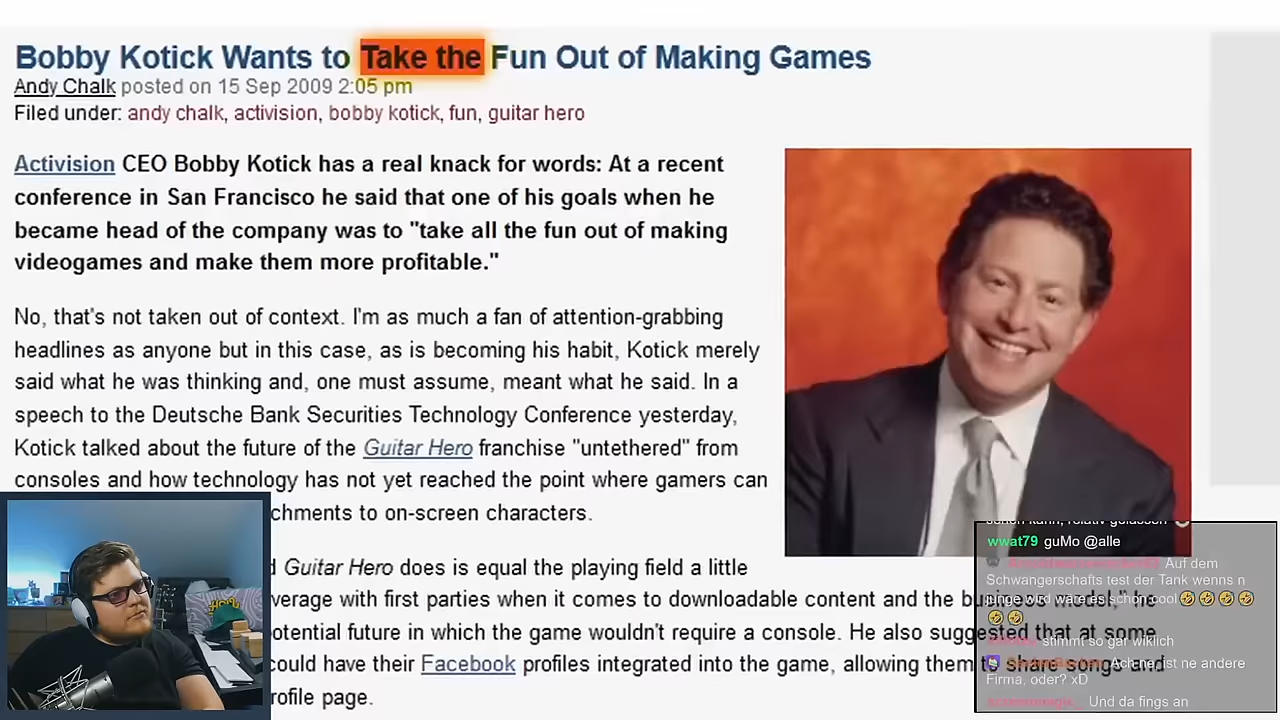 Bobby Kotick Wants to Take the Fun Out of Making Games
Andy Chalk posted on 15 Sep 2009 2:05 pm
Filed under: andy chalk, activision, bobby kotick, fun, guitar hero
Activision CEO Bobby Kotick has a real knack for words: At a recent
conference in San Francisco he said that one of his goals when he
became head of the company was to "take all the fun out of making
videogames and make them more profitable."
No, that's not taken out of context. I'm as much a fan of attention-grabbing
headlines as anyone but in this case, as is becoming his habit, Kotick merely
said what he was thinking and, one must assume, meant what he said. In a
speech to the Deutsche Bank Securities Technology Conference yesterday,
Kotick talked about the future of the Guitar Hero franchise "untethered" from
consoles and how technology has not yet reached the point where gamers can
chments to on-screen characters.
d Guitar Hero does is equal the playing field a little
verage with first parties when it comes to downloadable content and the
otential future in which the game wouldn't require a console. He also suggested that at some
could have their Facebook profiles integrated into the game, allowing them to share songs and
rofile page.
wwat79 guMo @alle
Auf dem
Schwangerschafts test der Tank wenns n
junge wird wäre es schon cool 🤣🤣🤣🤣
🤣🤣
stimmt so gar wiklich
Ach ne, ist ne andere
Firma, oder? xD
Und da fings an